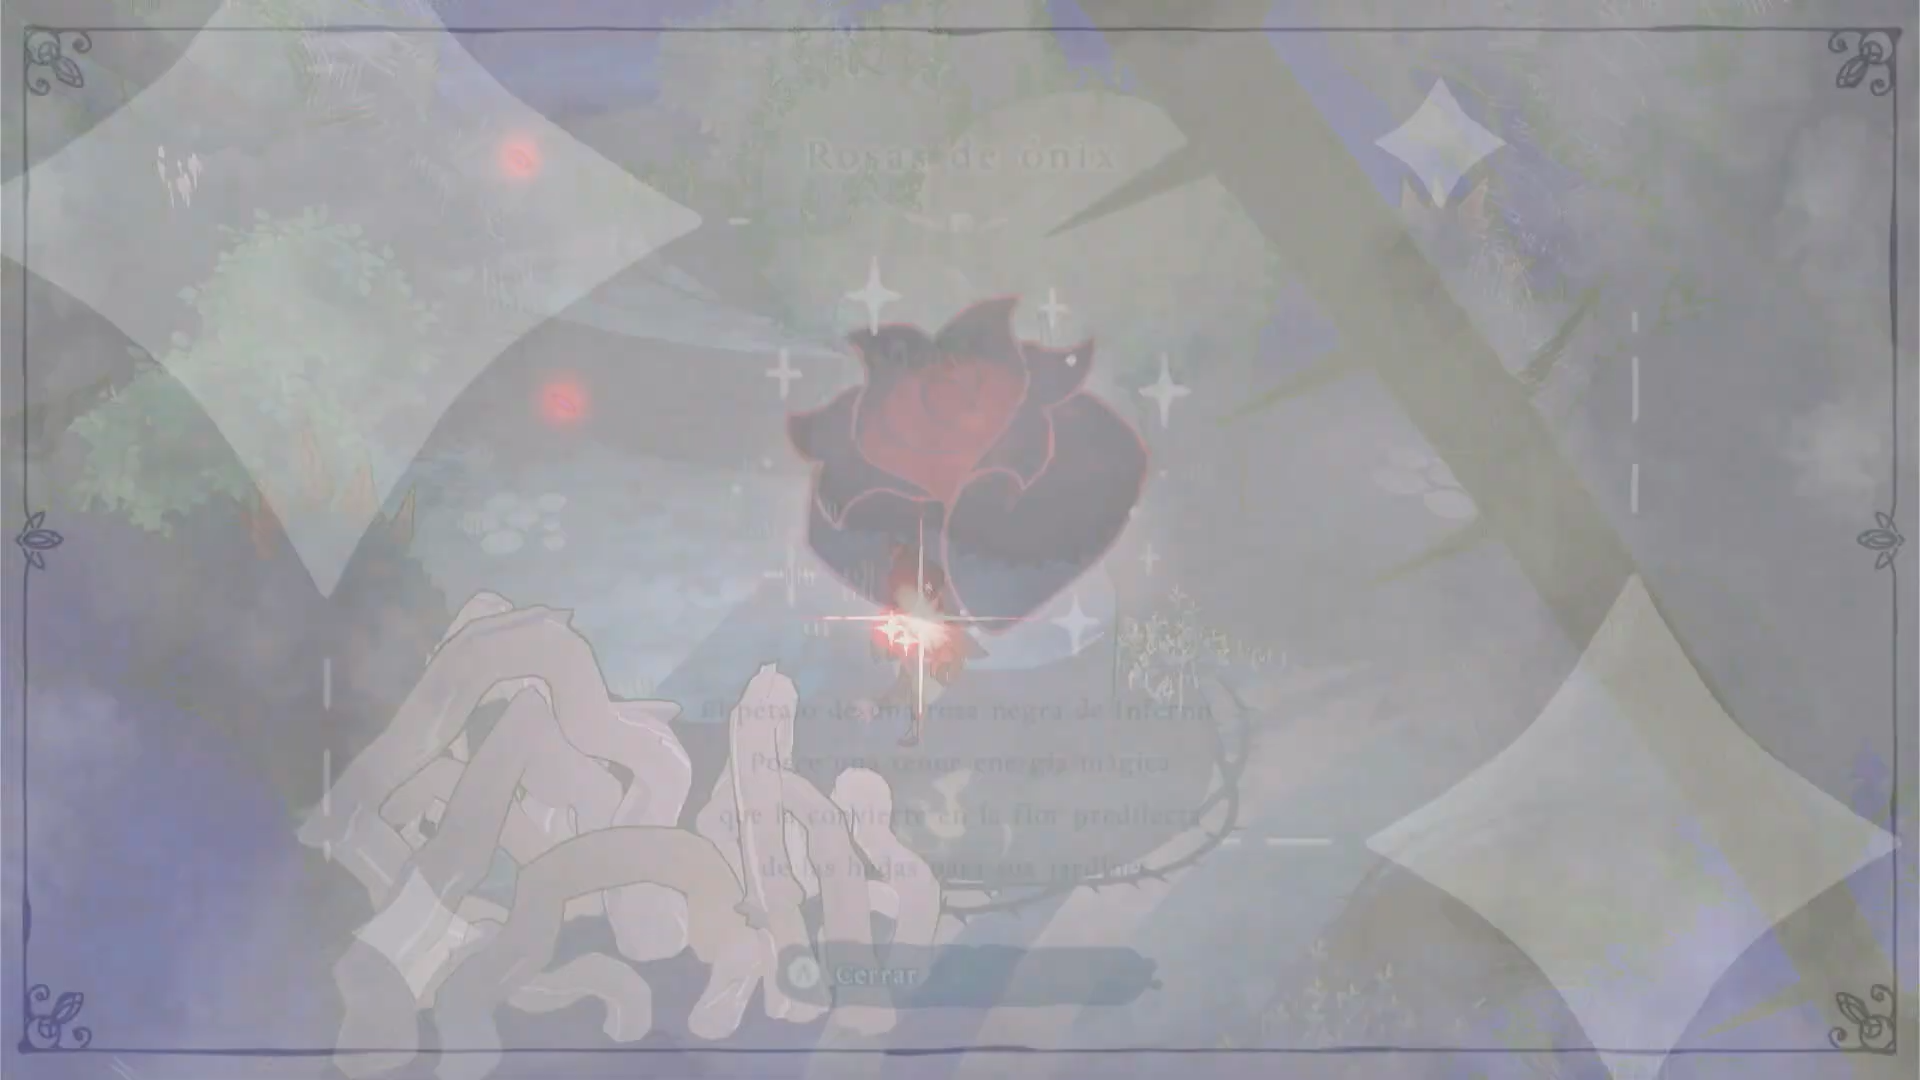 Rosas de ónix
El pétalo de una rosa negra de Inferno.
Posee una tenue energía mágica
que la convierte en la flor predilecta
de las hadas para sus jardines.
A Cerrar